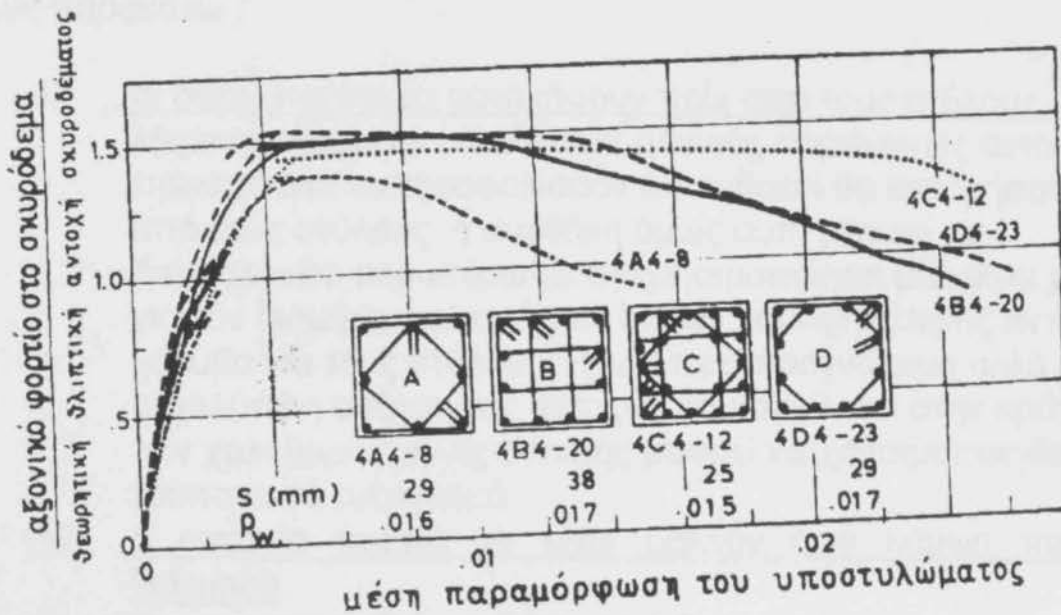 αξονικό φορτίο στο σκυρόδεμα
θεωρητική θλιπτική αντοχή σκυροδέματος
1.5
1.0
.5
0
4C4-12
4D4-23
4B4-20
4A4-8
A
B
C
D
4A4-8 4B4-20 4C4-12 4D4-23
S (mm) 29 38 25 29
ρw .016 .017 .015 .017
0 .01 .02
μέση παραμόρφωση του υποστυλώματος